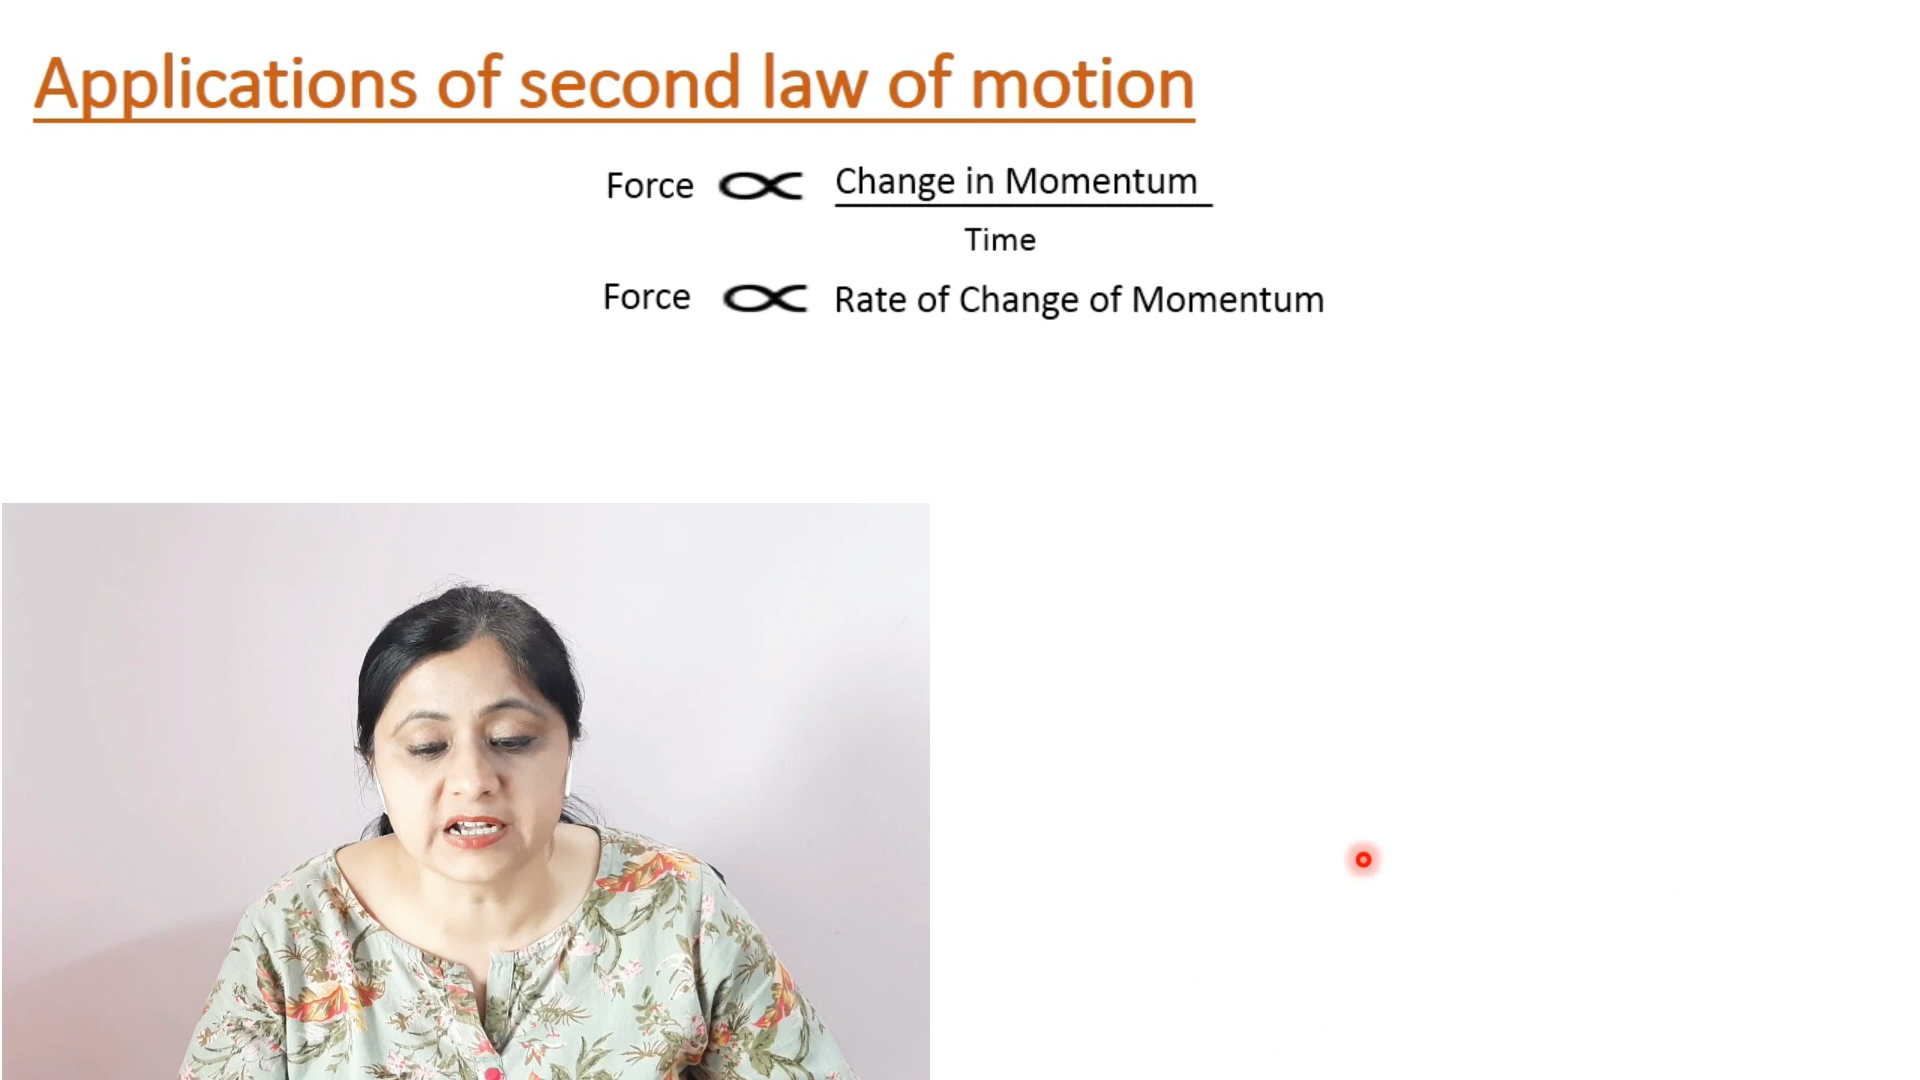 Applications of second law of motion
Force ∝ Change in Momentum
Time
Force ∝ Rate of Change of Momentum